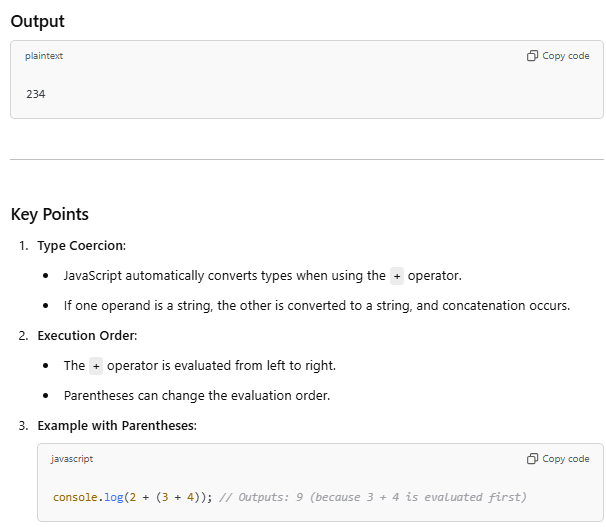 Output
plaintext
Copy code
234
Key Points
1. Type Coercion:
• JavaScript automatically converts types when using the + operator.
• If one operand is a string, the other is converted to a string, and concatenation occurs.
2. Execution Order:
• The + operator is evaluated from left to right.
• Parentheses can change the evaluation order.
3. Example with Parentheses:
javascript
Copy code
console.log(2 + (3 + 4)); // Outputs: 9 (because 3 + 4 is evaluated first)